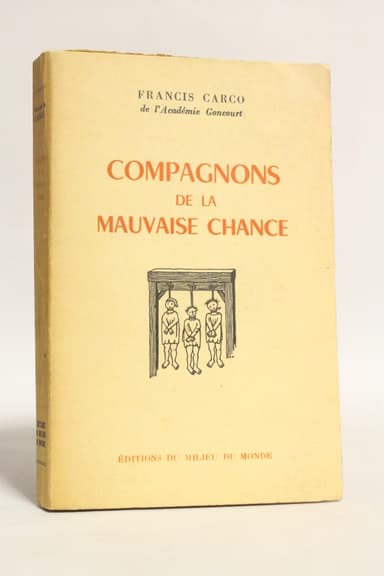 FRANCIS CARCO
de l'Académie Goncourt
COMPAGNONS
DE LA
MAUVAISE CHANCE
ÉDITIONS DU MILIEU DU MONDE